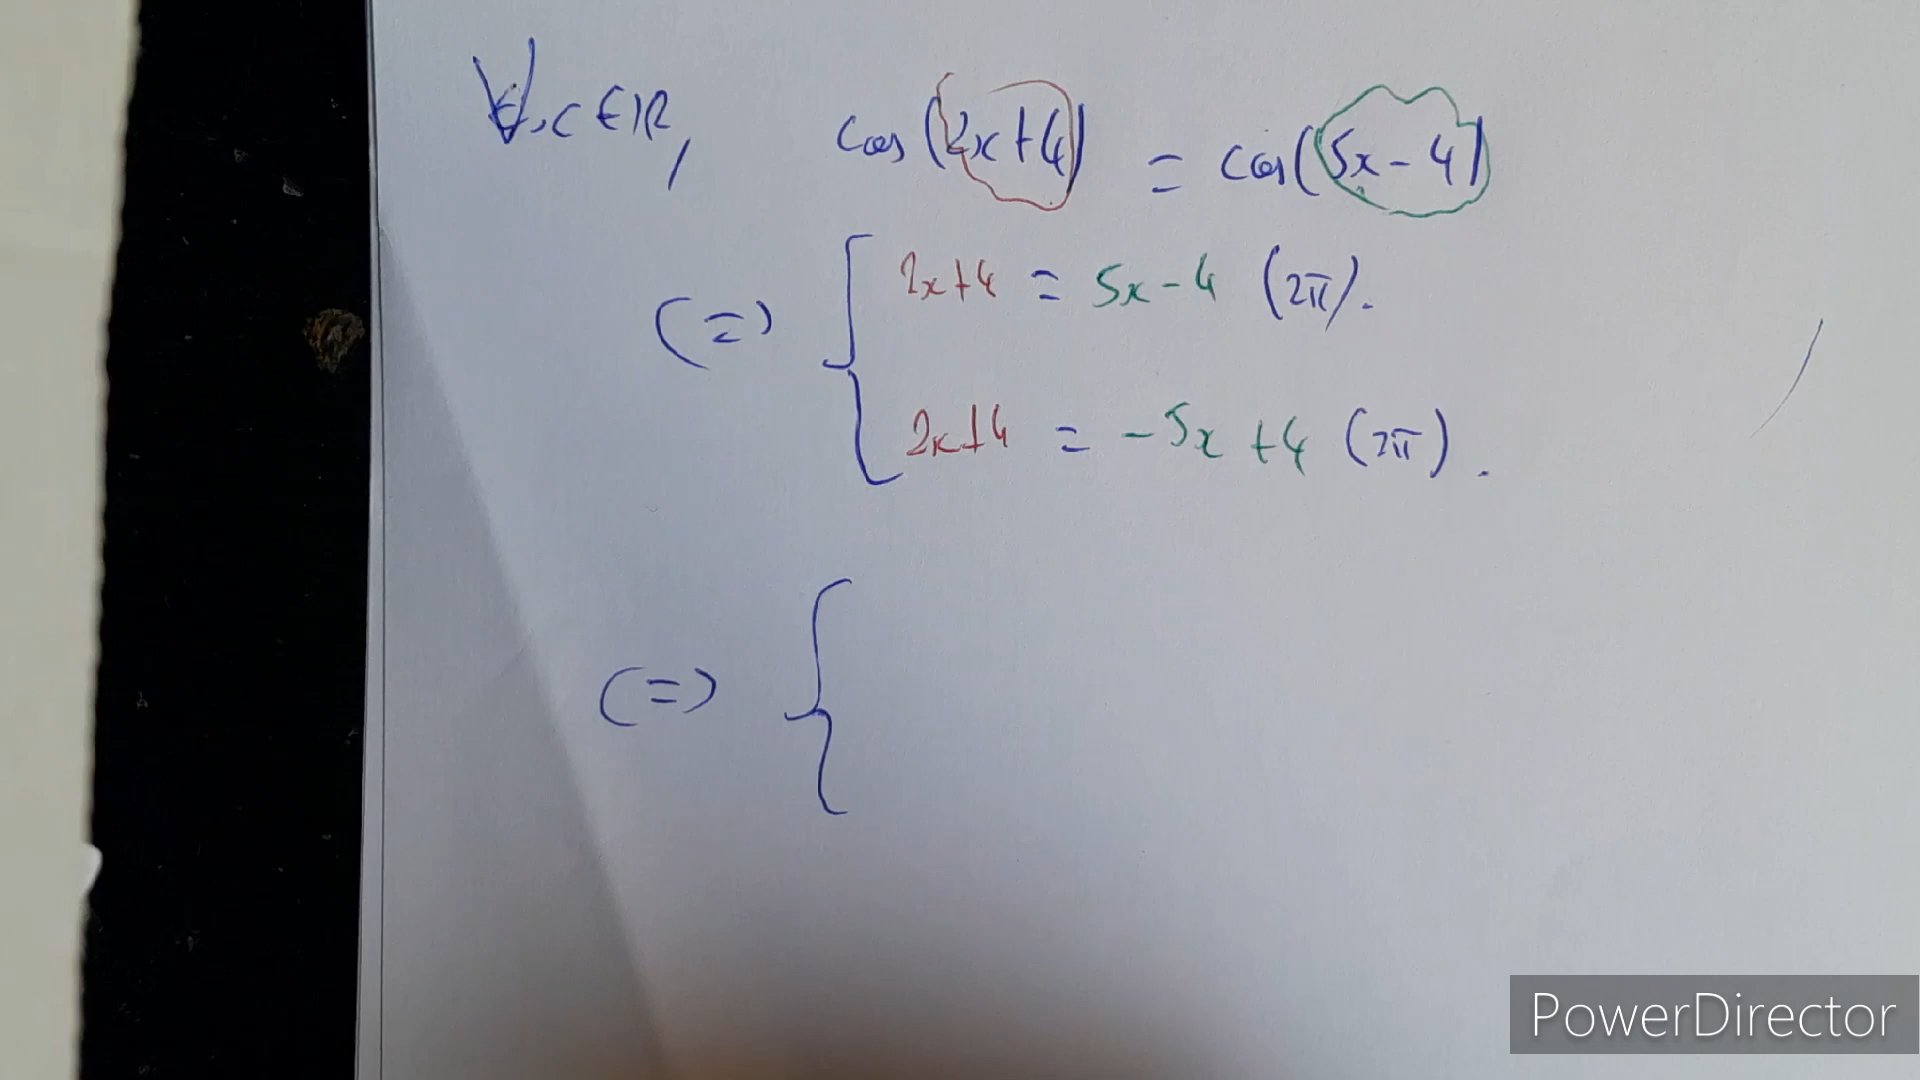 ∀x∈ℝ, cos(2x+4) = cos(5x-4)
(=) { 2x+4 = 5x-4 (2π).
2x+4 = -5x+4 (2π).
(=) {
PowerDirector